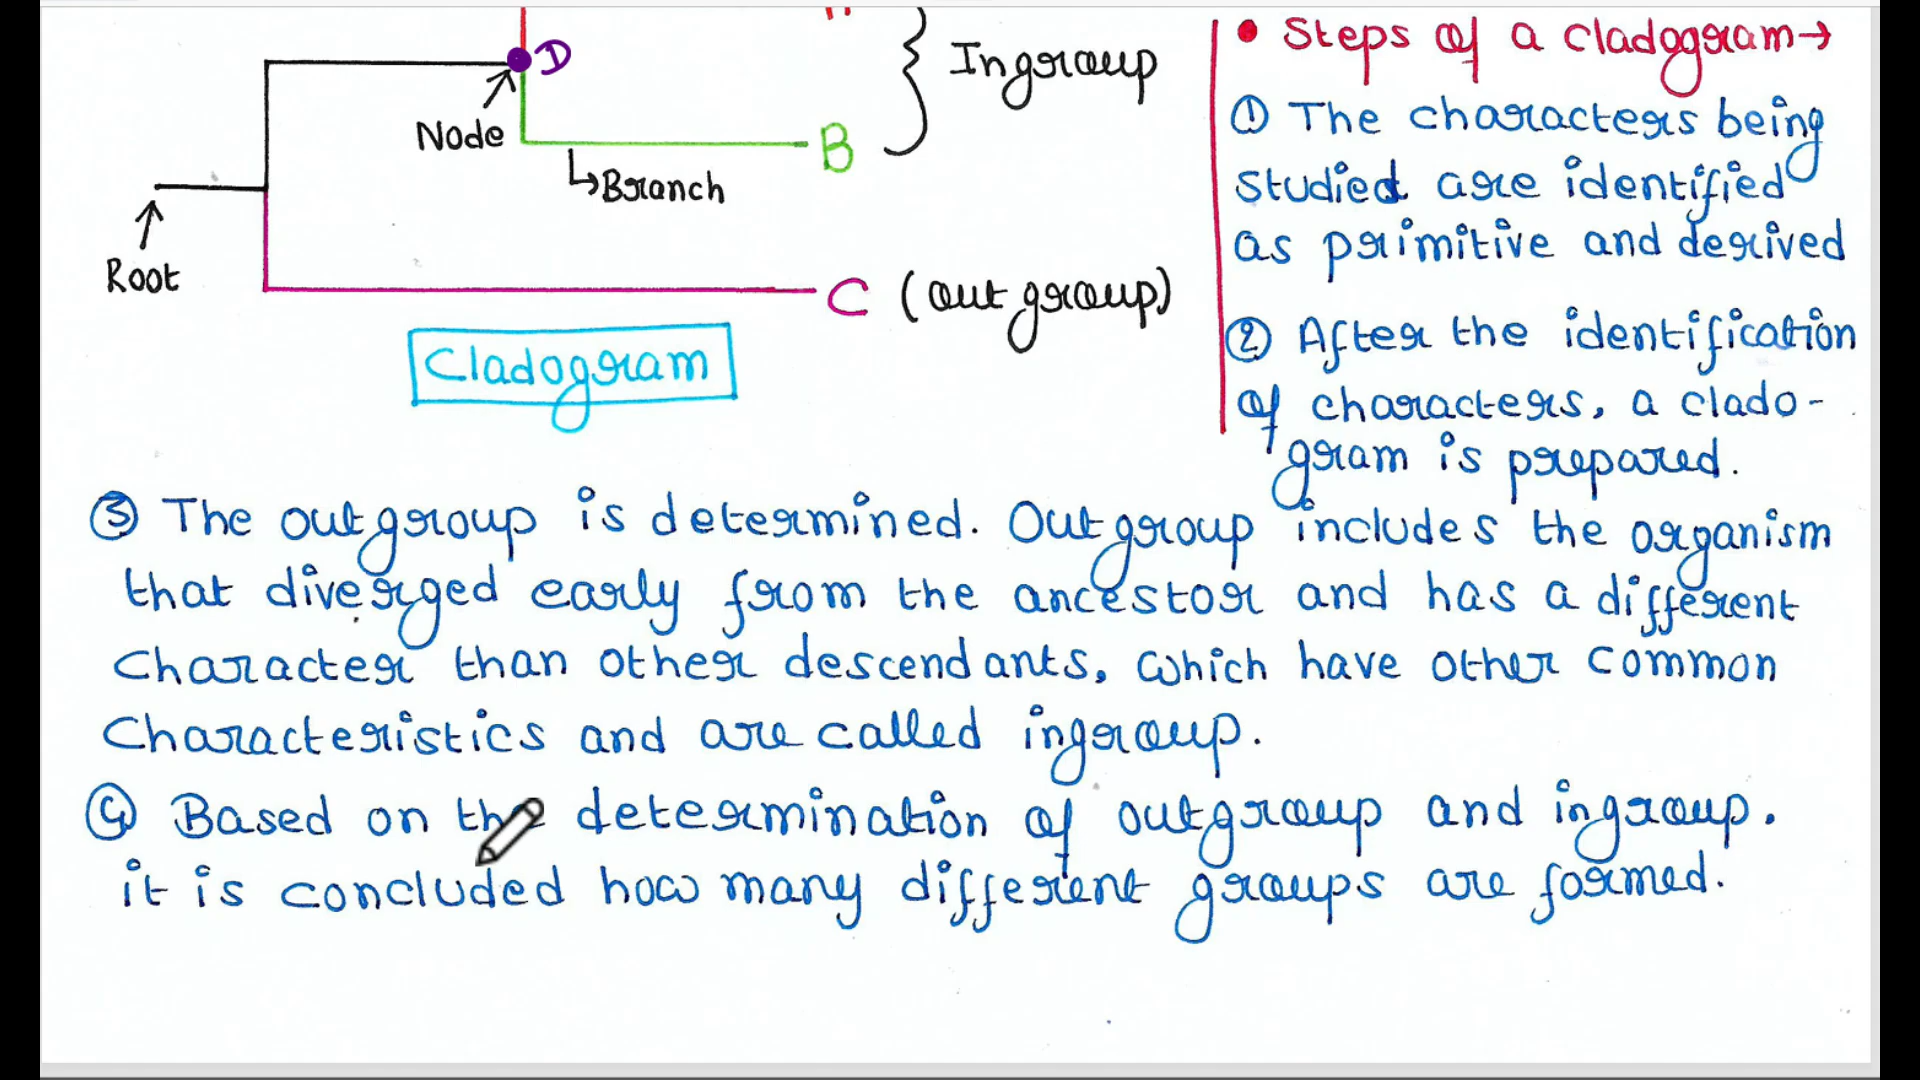 D
Ingroup
Node
B
Branch
Root
C (outgroup)
Cladogram
• Steps of a cladogram→
① The characters being
studied are identified
as primitive and derived
② After the identification
of characters, a clado-
gram is prepared.
③ The outgroup is determined. Outgroup includes the organism
that diverged early from the ancestor and has a different
character than other descendants, which have other common
characteristics and are called ingroup.
④ Based on the determination of outgroup and ingroup.
it is concluded how many different groups are formed.